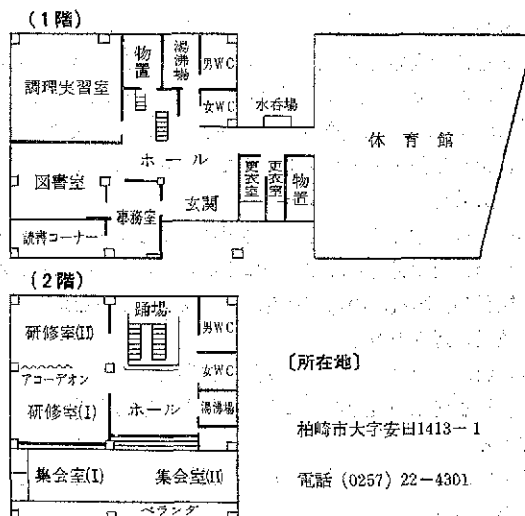 (1階)
調理実習室
物置
湯沸場
男WC
女WC
水呑場
体育館
ホール
図書室
事務室
玄関
更衣室
更衣室
物置
読書コーナー
(2階)
研修室(II)
踊場
男WC
女WC
アコーデオン
研修室(I)
ホール
湯沸場
集会室(I)
集会室(II)
ベランダ
〔所在地〕
柏崎市大字安田1413-1
電話 (0257) 22-4301